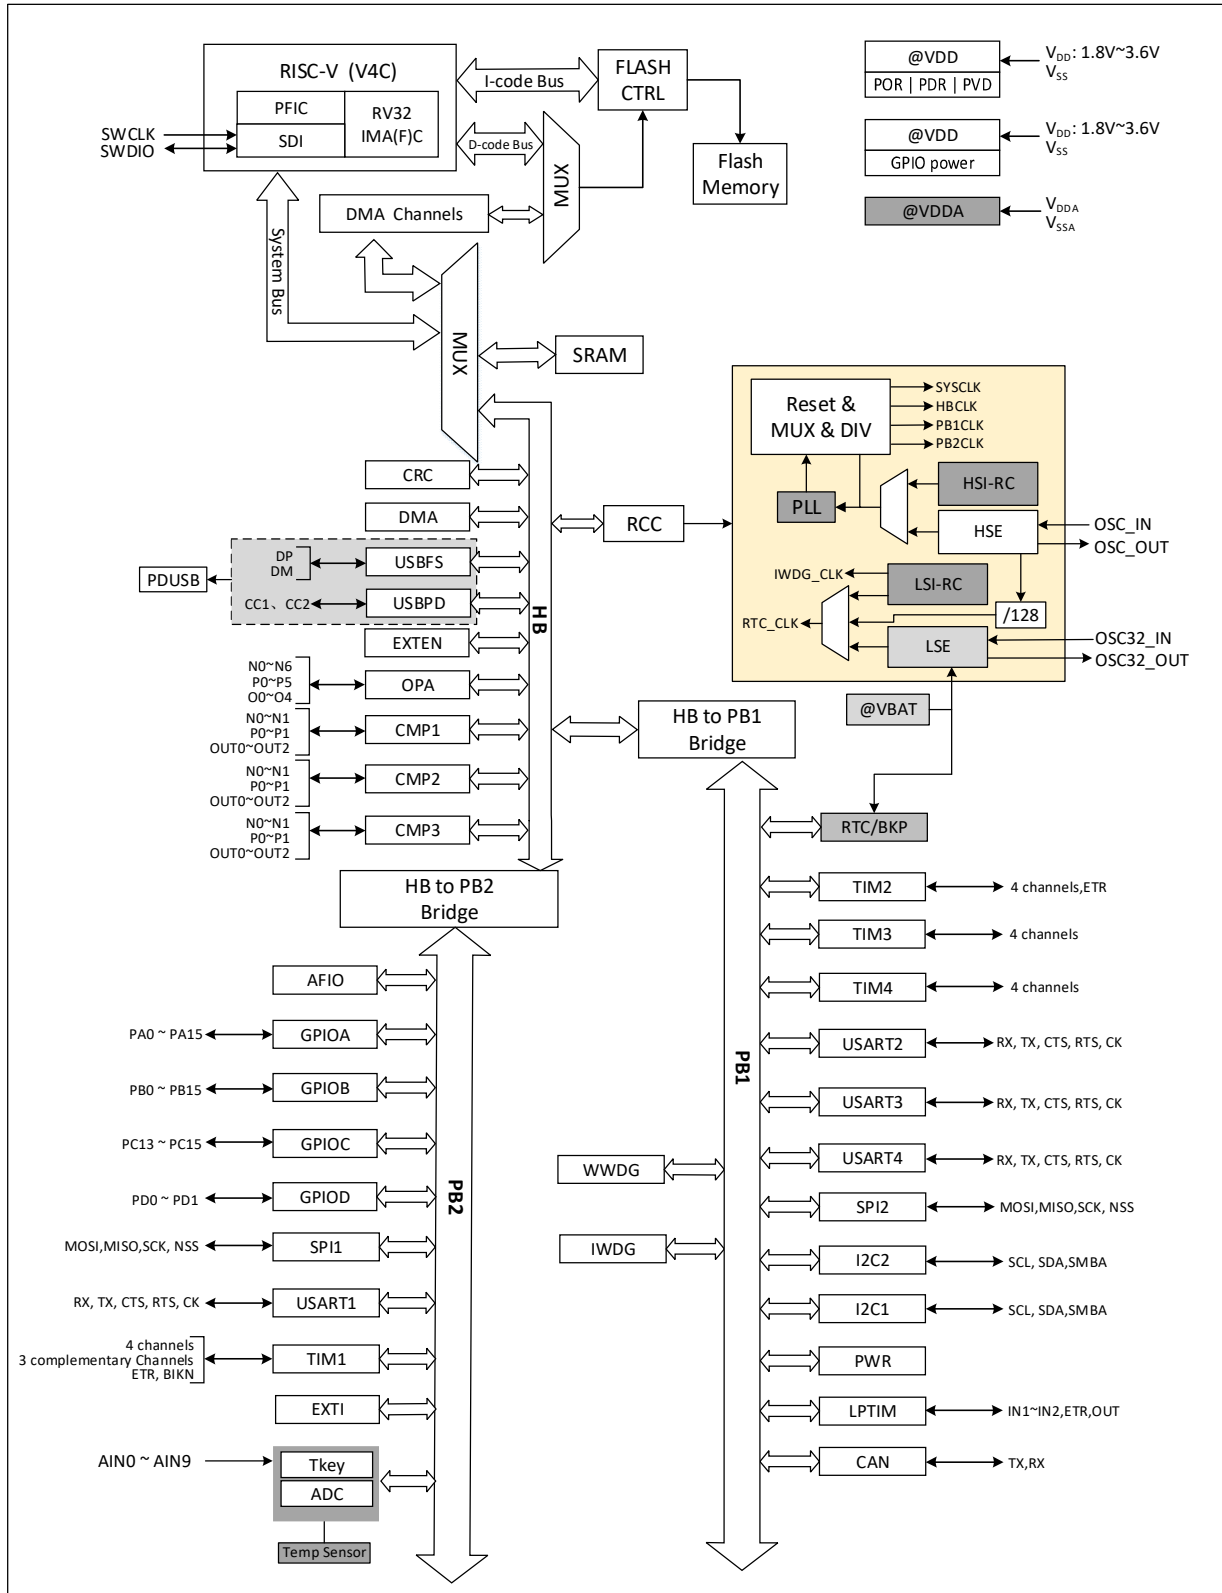 RISC-V (V4C)
PFIC
SDI
RV32
IMA(F)C
SWCLK
SWDIO
I-code Bus
D-code Bus
FLASH
CTRL
Flash
Memory
MUX
DMA Channels
System Bus
MUX
SRAM
@VDD
POR | PDR | PVD
VDD: 1.8V~3.6V
VSS
@VDD
GPIO power
VDD: 1.8V~3.6V
VSS
@VDDA
VDDA
VSSA
Reset &
MUX & DIV
SYSCLK
HBCLK
PB1CLK
PB2CLK
PLL
HSI-RC
HSE
OSC_IN
OSC_OUT
IWDG_CLK
LSI-RC
RTC_CLK
/128
LSE
OSC32_IN
OSC32_OUT
@VBAT
RCC
CRC
DMA
PDUSB
DP
DM
USBFS
CC1、CC2
USBPD
HB
EXTEN
N0~N6
P0~P5
O0~O4
OPA
N0~N1
P0~P1
OUT0~OUT2
CMP1
N0~N1
P0~P1
OUT0~OUT2
CMP2
N0~N1
P0~P1
OUT0~OUT2
CMP3
HB to PB1
Bridge
HB to PB2
Bridge
RTC/BKP
TIM2
4 channels,ETR
TIM3
4 channels
TIM4
4 channels
USART2
RX, TX, CTS, RTS, CK
USART3
RX, TX, CTS, RTS, CK
USART4
RX, TX, CTS, RTS, CK
SPI2
MOSI,MISO,SCK, NSS
I2C2
SCL, SDA,SMBA
I2C1
SCL, SDA,SMBA
PWR
LPTIM
IN1~IN2,ETR,OUT
CAN
TX,RX
PB1
WWDG
IWDG
AFIO
PA0 ~ PA15
GPIOA
PB0 ~ PB15
GPIOB
PC13 ~ PC15
GPIOC
PD0 ~ PD1
GPIOD
PB2
MOSI,MISO,SCK, NSS
SPI1
RX, TX, CTS, RTS, CK
USART1
4 channels
3 complementary Channels
ETR, BIKN
TIM1
EXTI
AIN0 ~ AIN9
Tkey
ADC
Temp Sensor